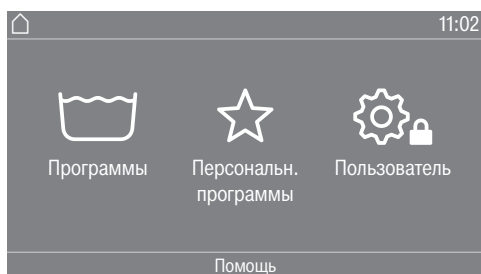 11:02
Программы
Персональн.
программы
Пользователь
Помощь